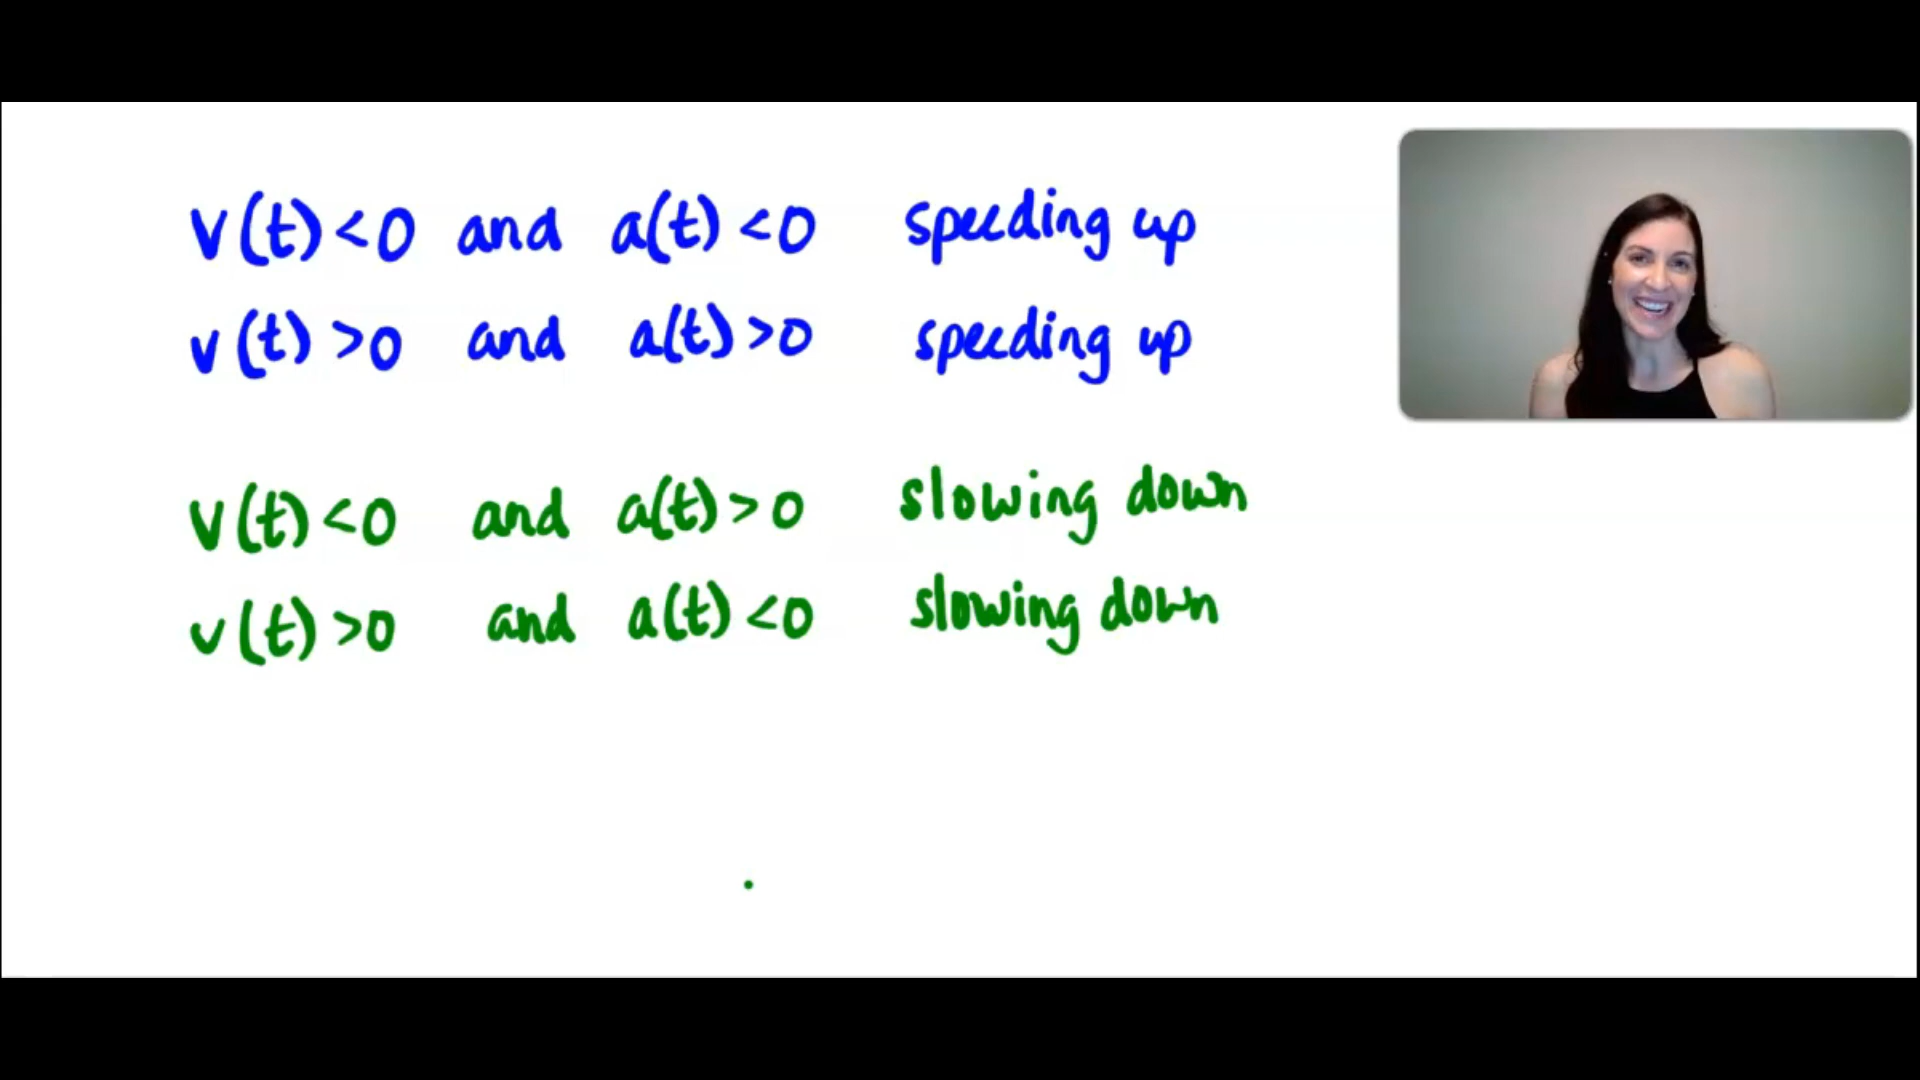 v(t)<0 and a(t)<0 speeding up
v(t)>0 and a(t)>0 speeding up
v(t)<0 and a(t)>0 slowing down
v(t)>0 and a(t)<0 slowing down